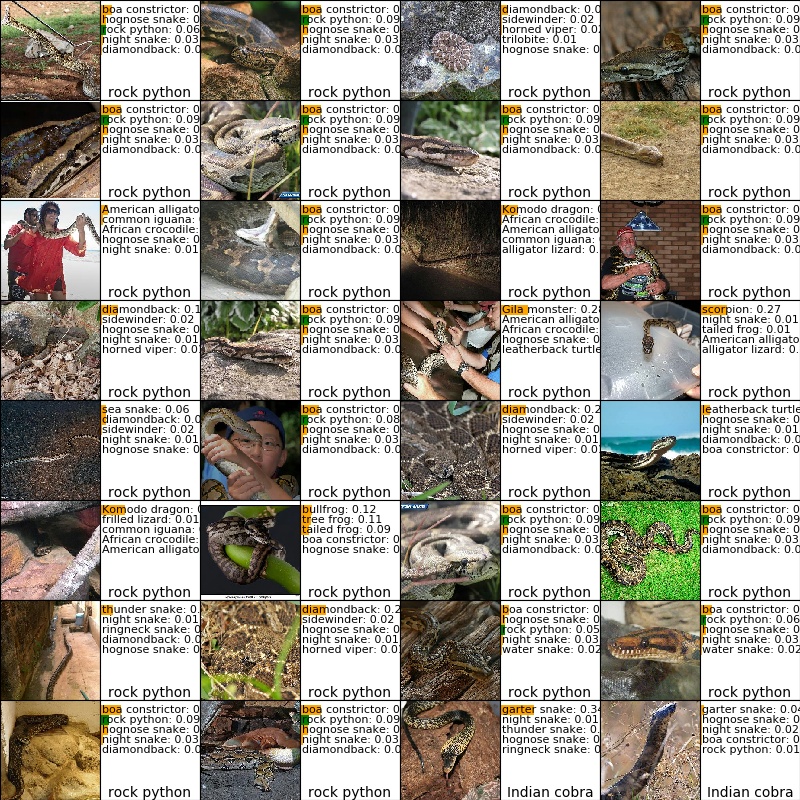 boa constrictor: 0
hognose snake: 0
rock python: 0.06
night snake: 0.03
diamondback: 0.0
rock python
boa constrictor: 0
rock python: 0.09
hognose snake: 0
night snake: 0.03
diamondback: 0.0
rock python
diamondback: 0.0
sidewinder: 0.02
horned viper: 0.0
trilobite: 0.01
hognose snake: 0
rock python
boa constrictor: 0
rock python: 0.09
hognose snake: 0
night snake: 0.03
diamondback: 0.0
rock python
boa constrictor: 0
rock python: 0.09
hognose snake: 0
night snake: 0.03
diamondback: 0.0
rock python
boa constrictor: 0
rock python: 0.09
hognose snake: 0
night snake: 0.03
diamondback: 0.0
rock python
boa constrictor: 0
rock python: 0.09
hognose snake: 0
night snake: 0.03
diamondback: 0.0
rock python
boa constrictor: 0
rock python: 0.09
hognose snake: 0
night snake: 0.03
diamondback: 0.0
rock python
American alligato
common iguana:
African crocodile:
hognose snake: 0
night snake: 0.01
rock python
boa constrictor: 0
rock python: 0.09
hognose snake: 0
night snake: 0.03
diamondback: 0.0
rock python
Komodo dragon:
African crocodile:
American alligato
common iguana:
alligator lizard: 0
rock python
boa constrictor: 0
rock python: 0.09
hognose snake: 0
night snake: 0.03
diamondback: 0.0
rock python
diamondback: 0.1
sidewinder: 0.02
hognose snake: 0
night snake: 0.01
horned viper: 0.0
rock python
boa constrictor: 0
rock python: 0.09
hognose snake: 0
night snake: 0.03
diamondback: 0.0
rock python
Gila monster: 0.28
American alligato
African crocodile:
hognose snake: 0
leatherback turtle
rock python
scorpion: 0.27
night snake: 0.01
tailed frog: 0.01
American alligato
alligator lizard: 0
rock python
sea snake: 0.06
diamondback: 0.0
sidewinder: 0.02
night snake: 0.01
hognose snake: 0
rock python
boa constrictor: 0
rock python: 0.08
hognose snake: 0
night snake: 0.03
diamondback: 0.0
rock python
diamondback: 0.2
sidewinder: 0.02
hognose snake: 0
night snake: 0.01
horned viper: 0.0
rock python
leatherback turtle
hognose snake: 0
night snake: 0.01
diamondback: 0.0
boa constrictor: 0
rock python
Komodo dragon:
frilled lizard: 0.01
common iguana:
African crocodile:
American alligato
rock python
bullfrog: 0.12
tree frog: 0.11
tailed frog: 0.09
boa constrictor: 0
hognose snake: 0
rock python
boa constrictor: 0
rock python: 0.09
hognose snake: 0
night snake: 0.03
diamondback: 0.0
rock python
boa constrictor: 0
rock python: 0.09
hognose snake: 0
night snake: 0.03
diamondback: 0.0
rock python
thunder snake: 0
night snake: 0.01
ringneck snake: 0
diamondback: 0.0
hognose snake: 0
rock python
diamondback: 0.2
sidewinder: 0.02
hognose snake: 0
night snake: 0.01
horned viper: 0.0
rock python
boa constrictor: 0
hognose snake: 0
rock python: 0.05
night snake: 0.03
water snake: 0.02
rock python
boa constrictor: 0
rock python: 0.06
hognose snake: 0
night snake: 0.03
water snake: 0.02
rock python
boa constrictor: 0
rock python: 0.09
hognose snake: 0
night snake: 0.03
diamondback: 0.0
rock python
boa constrictor: 0
rock python: 0.09
hognose snake: 0
night snake: 0.03
diamondback: 0.0
rock python
garter snake: 0.34
night snake: 0.01
thunder snake: 0
hognose snake: 0
ringneck snake: 0
Indian cobra
garter snake: 0.04
hognose snake: 0
night snake: 0.02
boa constrictor: 0
rock python: 0.01
Indian cobra